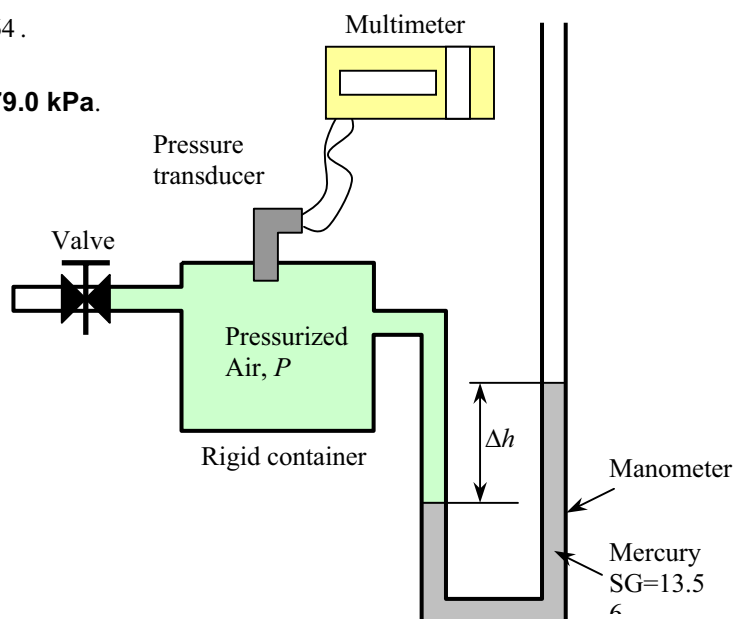 Multimeter
Pressure
transducer
Valve
Pressurized
Air, P
Δh
Rigid container
Manometer
Mercury
SG=13.5